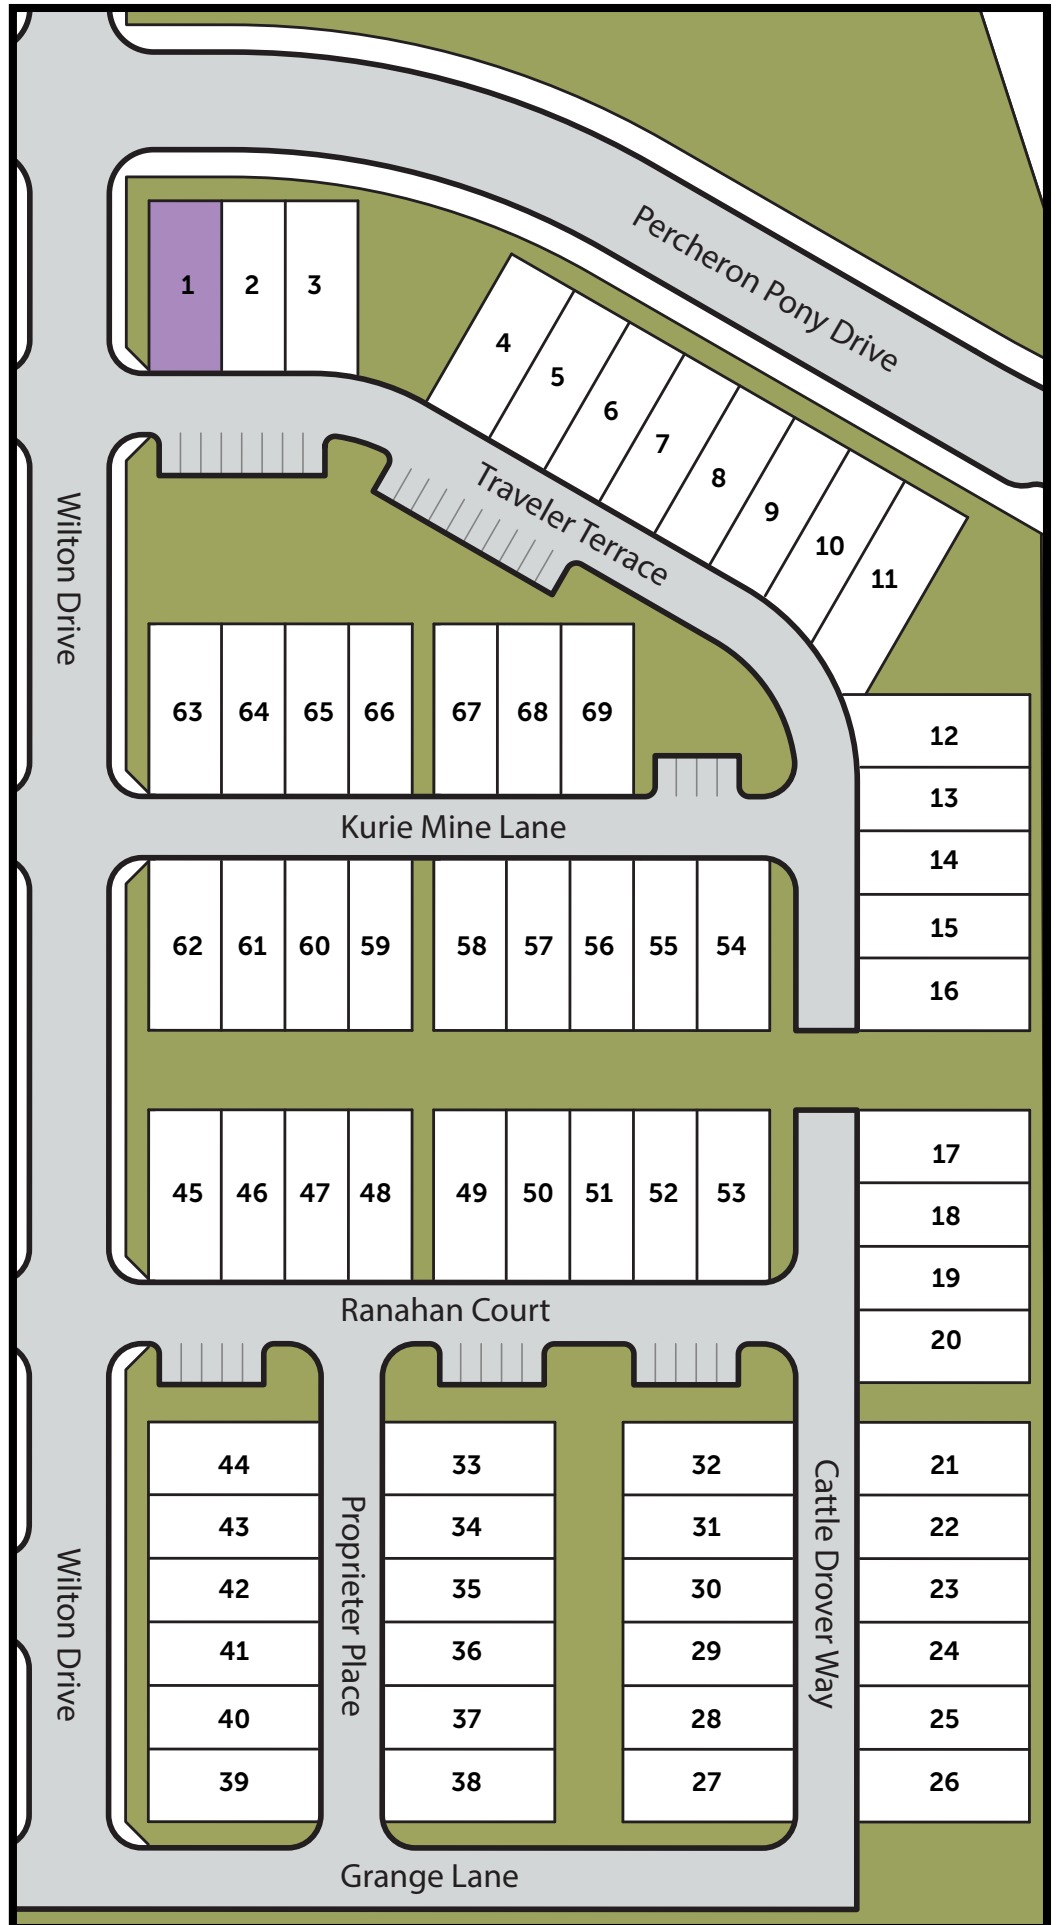 Percheron Pony Drive
1 2 3
4
5
6
7
8
9
10
11
Traveler Terrace
Wilton Drive
63 64 65 66 67 68 69
12
13
14
15
16
Kurie Mine Lane
62 61 60 59 58 57 56 55 54
45 46 47 48 49 50 51 52 53
17
18
19
20
Ranahan Court
44 33 32 21
43 34 31 22
42 35 30 23
41 36 29 24
40 37 28 25
39 38 27 26
Wilton Drive
Proprieter Place
Cattle Drover Way
Grange Lane